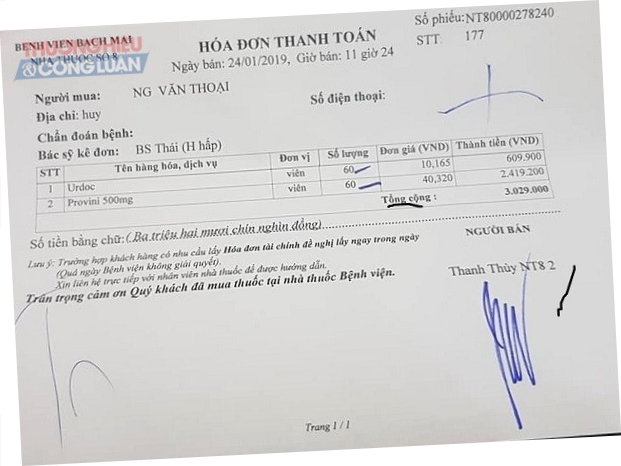 Số phiếu:NT80000278240
BỆNH VIỆN BẠCH MAI
NHÀ THUỐC SỐ 8
THƯƠNG HIỆU
& CÔNG LUẬN
HÓA ĐƠN THANH TOÁN
STT. 177
Ngày bán: 24/01/2019, Giờ bán: 11 giờ 24
Người mua: NG VĂN THOẠI
Số điện thoại:
Địa chỉ: huy
Chẩn đoán bệnh:
Bác sỹ kê đơn: BS Thái (H hấp)
STT Tên hàng hóa, dịch vụ Đơn vị Số lượng Đơn giá (VND) Thành tiền (VND)
1 Urdoc viên 60 10,165 609.900
2 Provini 500mg viên 60 40,320 2.419.200
Tổng cộng : 3.029.000
Số tiền bằng chữ: ( Ba triệu hai mươi chín nghìn đồng)
NGƯỜI BÁN
Lưu ý: Trường hợp khách hàng có nhu cầu lấy Hóa đơn tài chính đề nghị lấy ngay trong ngày
(Quá ngày Bệnh viện không giải quyết).
Xin liên hệ trực tiếp với nhân viên nhà thuốc để được hướng dẫn.
Trân trọng cảm ơn Quý khách đã mua thuốc tại nhà thuốc Bệnh viện.
Thanh Thủy NT8 2
Trang 1 / 1